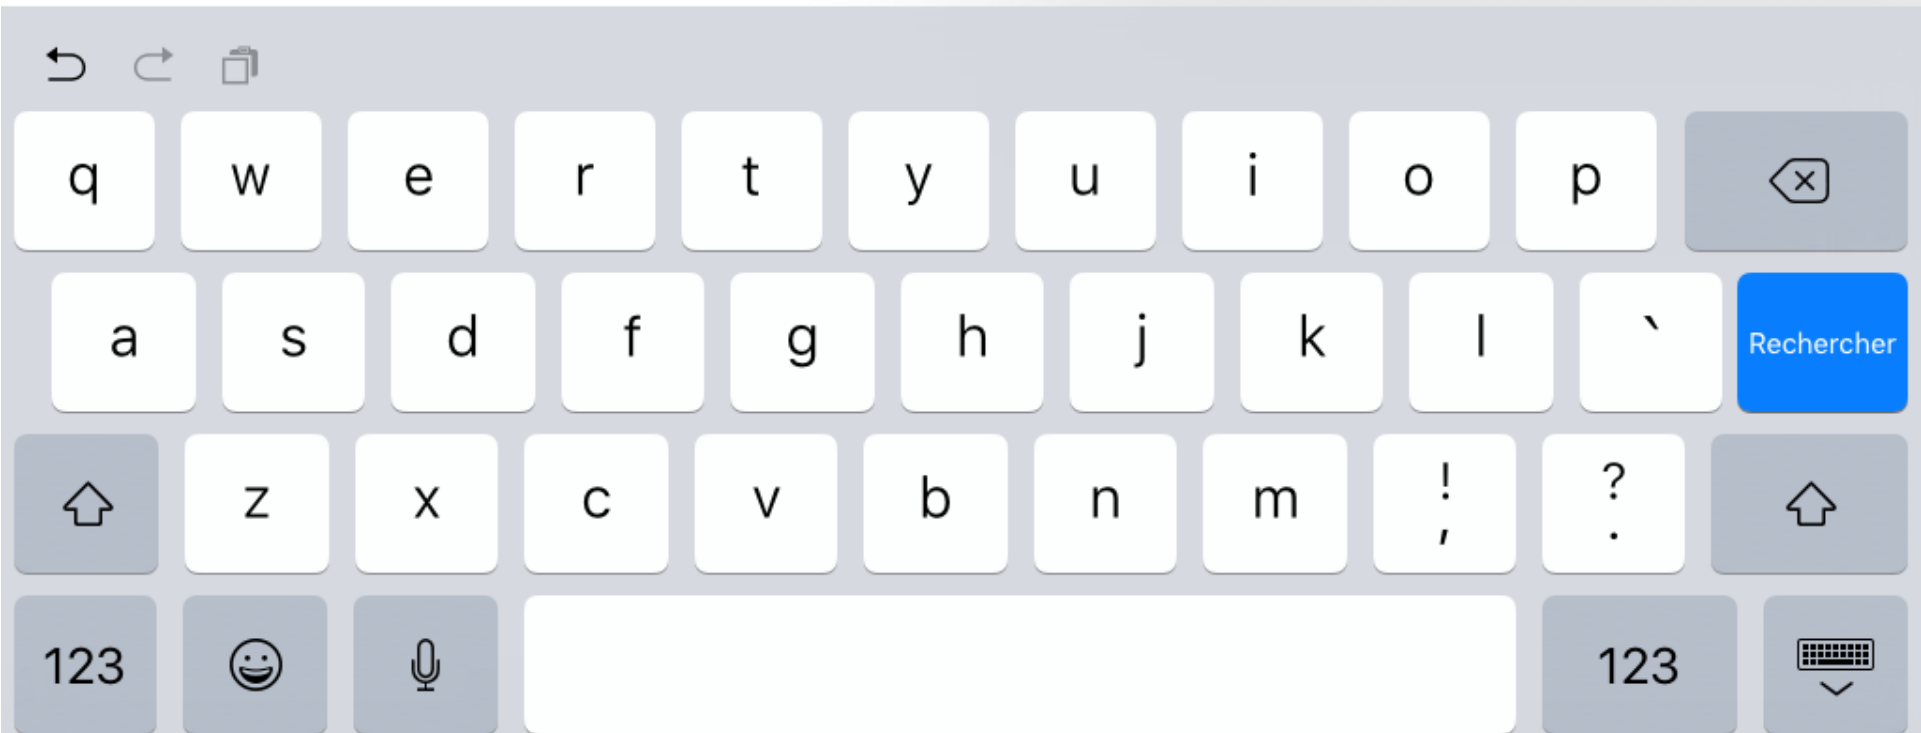 q w e r t y u i o p
a s d f g h j k l ` Rechercher
z x c v b n m ! , ? .
123 123